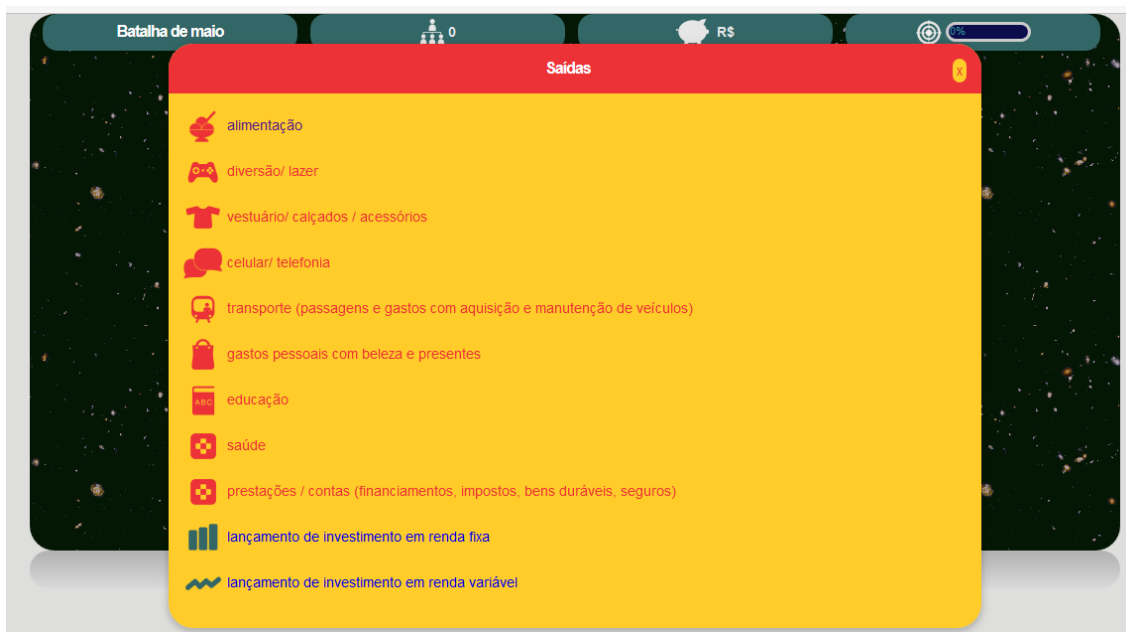 Batalha de maio
0
R$
0%
Saídas
x
alimentação
diversão/ lazer
vestuário/ calçados / acessórios
celular/ telefonia
transporte (passagens e gastos com aquisição e manutenção de veículos)
gastos pessoais com beleza e presentes
ABC
educação
saúde
prestações / contas (financiamentos, impostos, bens duráveis, seguros)
lançamento de investimento em renda fixa
lançamento de investimento em renda variável